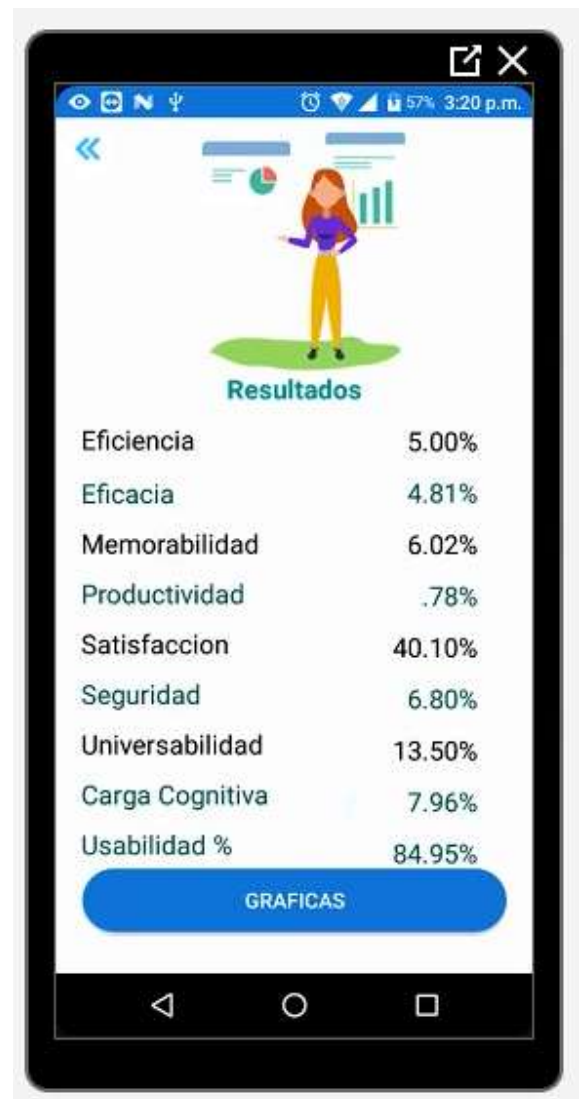 57% 3:20 p.m.
Resultados
Eficiencia 5.00%
Eficacia 4.81%
Memorabilidad 6.02%
Productividad .78%
Satisfaccion 40.10%
Seguridad 6.80%
Universabilidad 13.50%
Carga Cognitiva 7.96%
Usabilidad % 84.95%
GRAFICAS